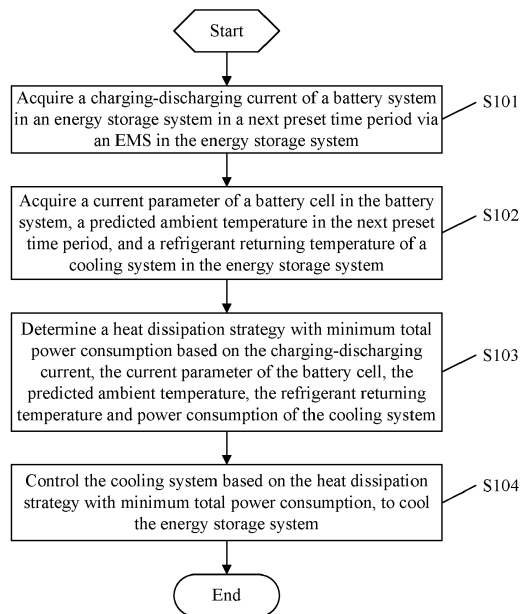 Start
Acquire a charging-discharging current of a battery system
in an energy storage system in a next preset time period via
an EMS in the energy storage system
S101
Acquire a current parameter of a battery cell in the battery
system, a predicted ambient temperature in the next preset
time period, and a refrigerant returning temperature of a
cooling system in the energy storage system
S102
Determine a heat dissipation strategy with minimum total
power consumption based on the charging-discharging
current, the current parameter of the battery cell, the
predicted ambient temperature, the refrigerant returning
temperature and power consumption of the cooling system
S103
Control the cooling system based on the heat dissipation
strategy with minimum total power consumption, to cool
the energy storage system
S104
End